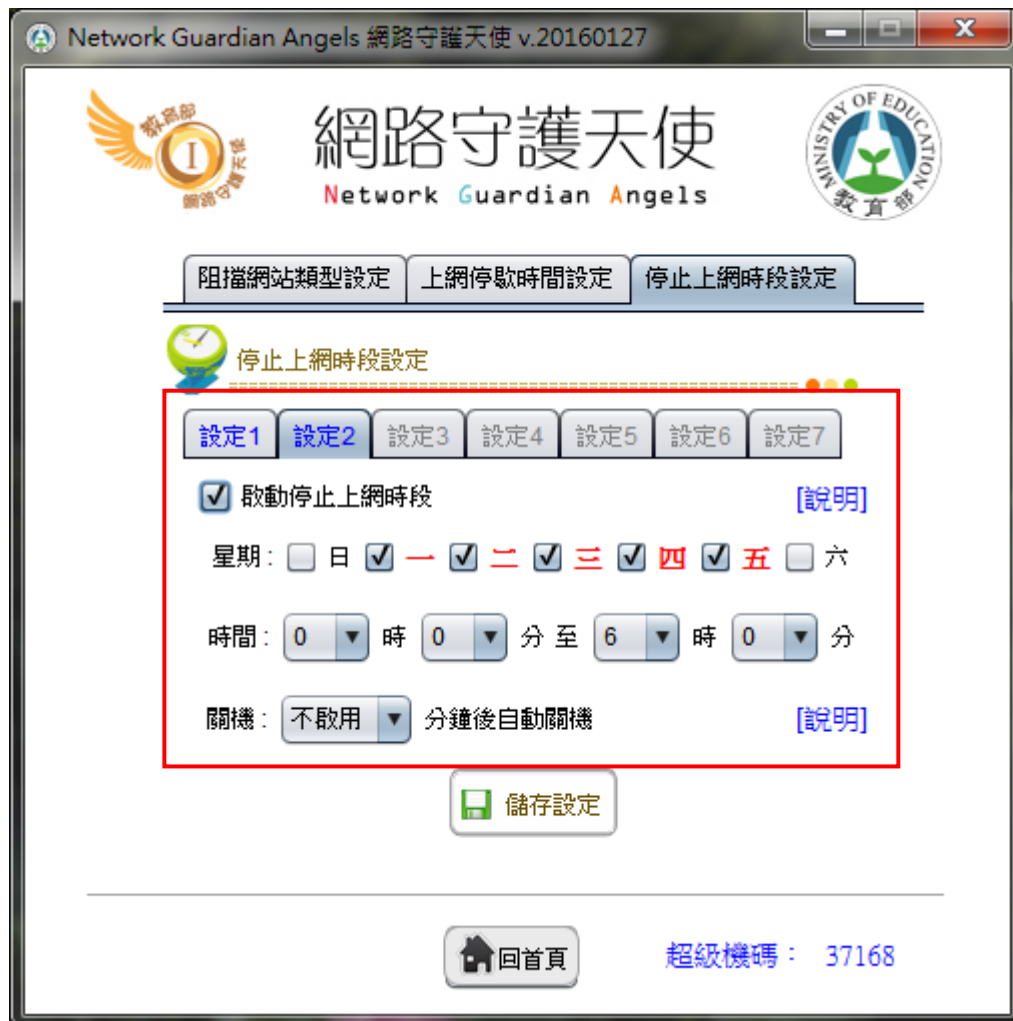 Network Guardian Angels 網路守護天使 v.20160127
教育部
I
網路守護天使
網路守護天使
Network Guardian Angels
MINISTRY OF EDUCATION
教育部
阻擋網站類型設定 上網停歇時間設定 停止上網時段設定
停止上網時段設定
設定1 設定2 設定3 設定4 設定5 設定6 設定7
啟動停止上網時段 [說明]
星期: 日 一 二 三 四 五 六
時間: 0 時 0 分 至 6 時 0 分
關機: 不啟用 分鐘後自動關機 [說明]
儲存設定
回首頁 超級機碼： 37168